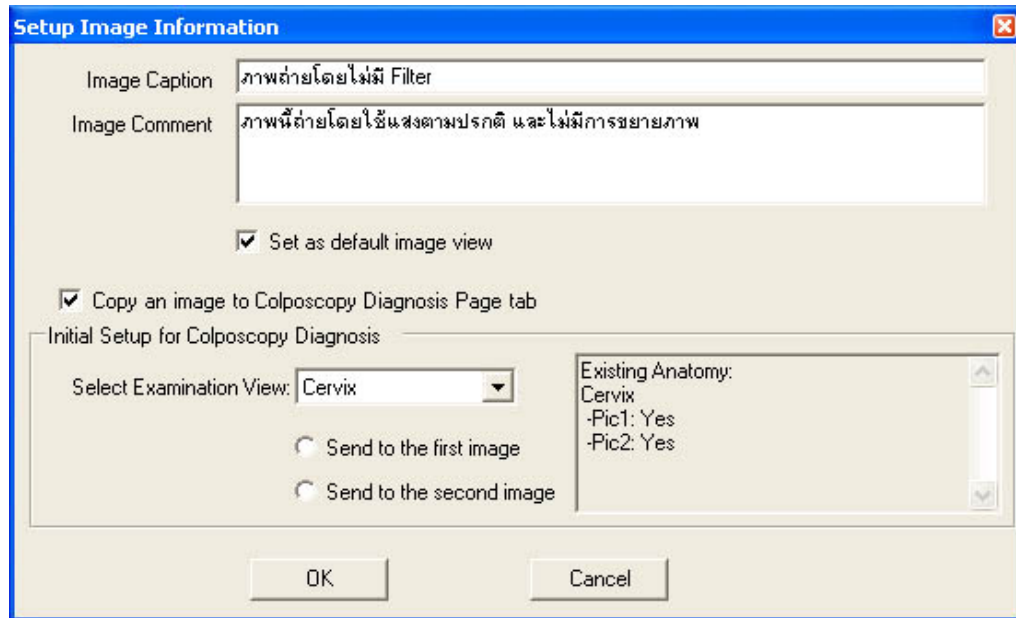 Setup Image Information
Image Caption ภาพถ่ายโดยไม่มี Filter
Image Comment ภาพนี้ถ่ายโดยใช้แสงตามปรกติ และไม่มีการขยายภาพ
Set as default image view
Copy an image to Colposcopy Diagnosis Page tab
Initial Setup for Colposcopy Diagnosis
Select Examination View: Cervix
Send to the first image
Send to the second image
Existing Anatomy:
Cervix
-Pic1: Yes
-Pic2: Yes
OK Cancel